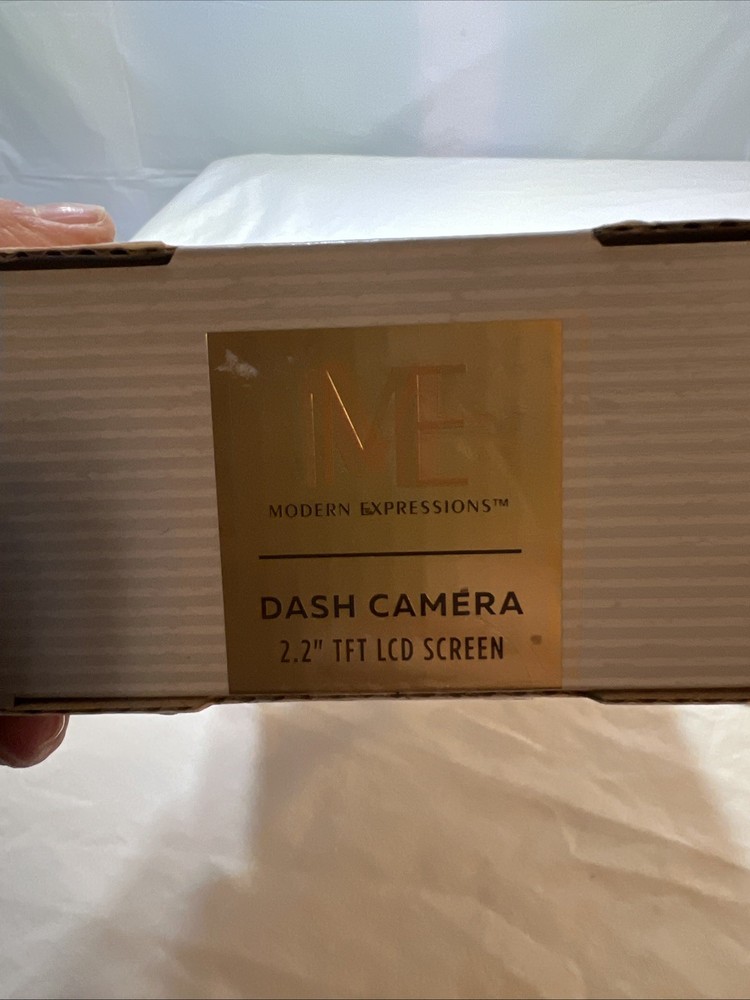 ME
MODERN EXPRESSIONS™
DASH CAMERA
2.2" TFT LCD SCREEN